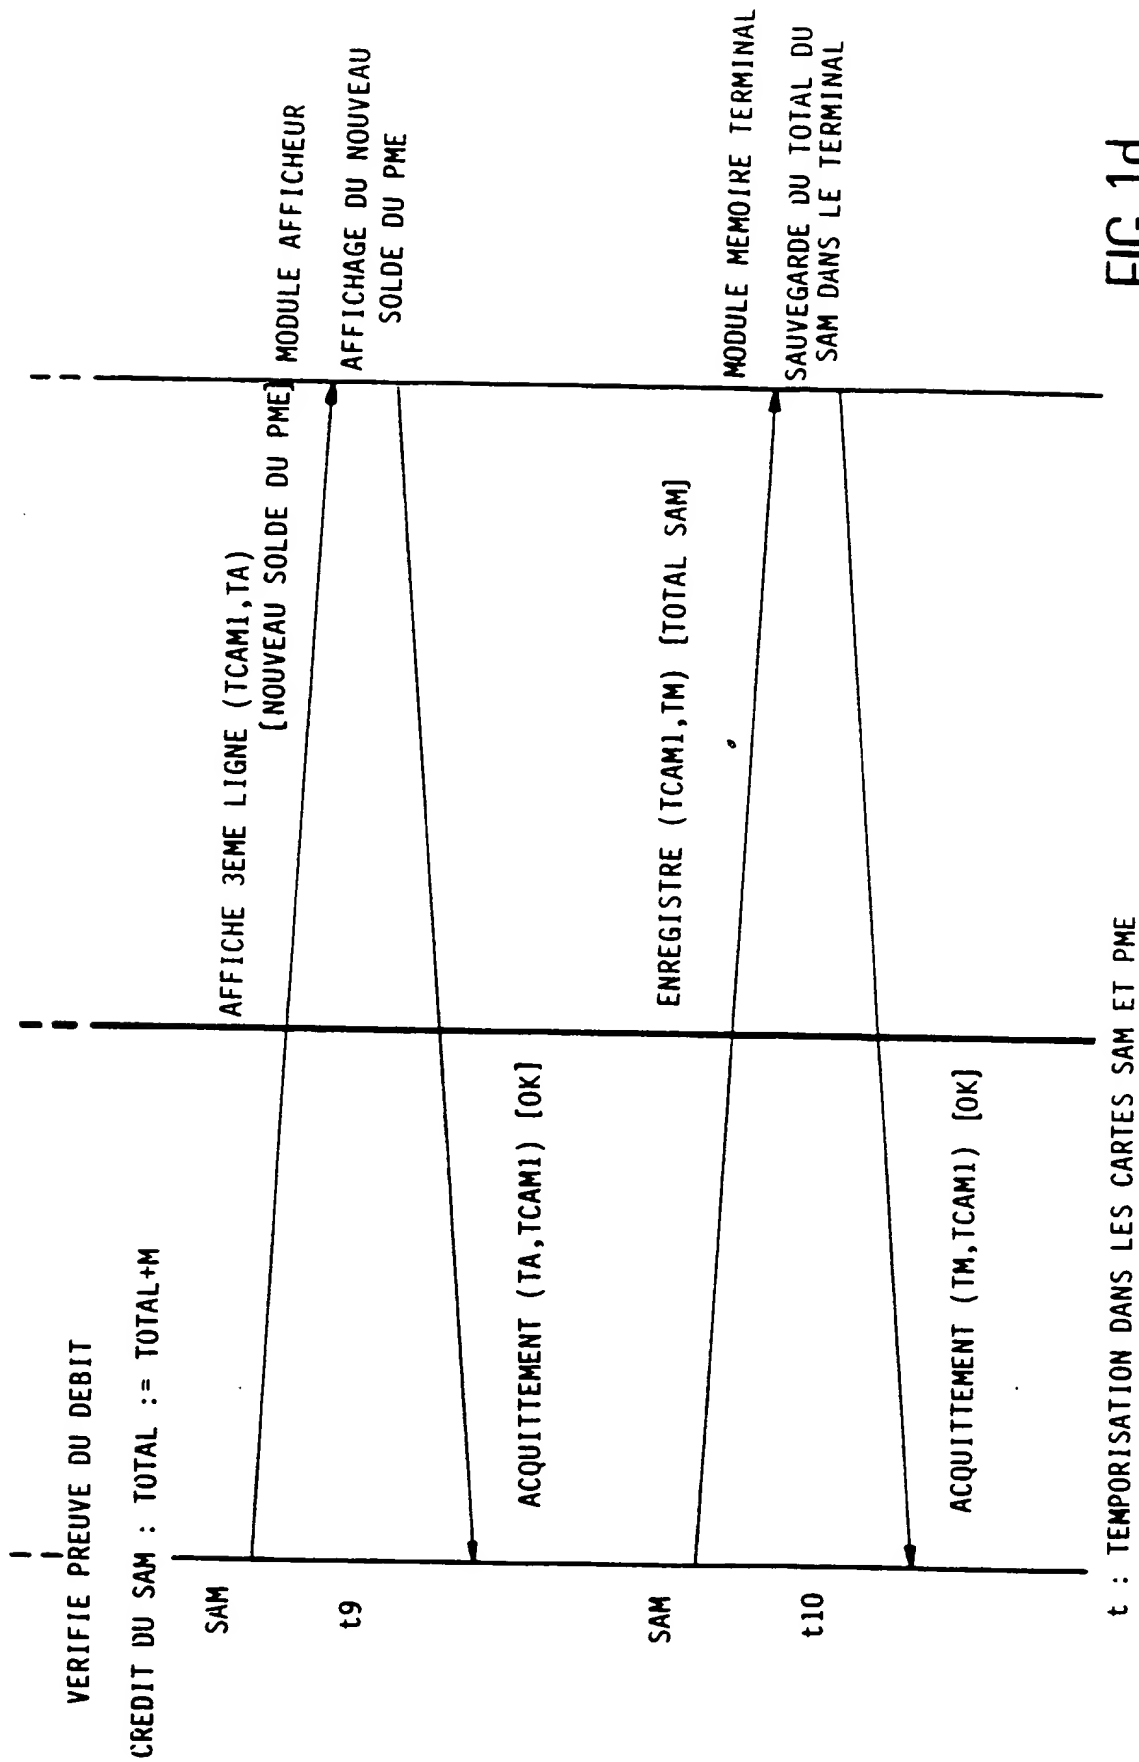 VERIFIE PREUVE DU DEBIT
CREDIT DU SAM : TOTAL := TOTAL+M
SAM
AFFICHE 3EME LIGNE (TCAM1,TA)
[NOUVEAU SOLDE DU PME]
MODULE AFFICHEUR
t9
AFFICHAGE DU NOUVEAU
SOLDE DU PME
ACQUITTEMENT (TA,TCAM1) [OK]
SAM
ENREGISTRE (TCAM1,TM) [TOTAL SAM]
MODULE MEMOIRE TERMINAL
t10
SAUVEGARDE DU TOTAL DU
SAM DANS LE TERMINAL
ACQUITTEMENT (TM,TCAM1) [OK]
t : TEMPORISATION DANS LES CARTES SAM ET PME
FIG_1d